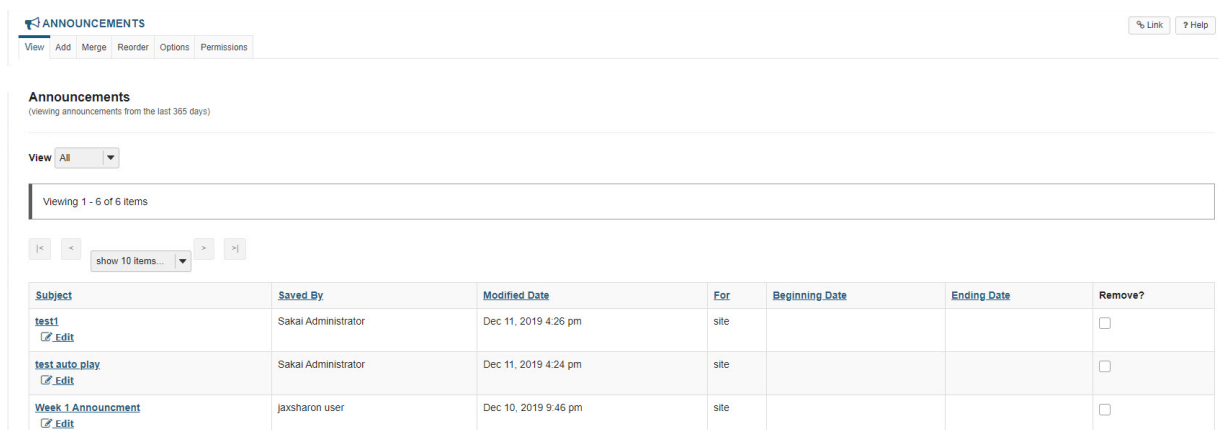 ANNOUNCEMENTS
Link ? Help
View Add Merge Reorder Options Permissions
Announcements
(viewing announcements from the last 365 days)
View All
Viewing 1 - 6 of 6 items
|< < show 10 items... > >|
Subject Saved By Modified Date For Beginning Date Ending Date Remove?
test1 Sakai Administrator Dec 11, 2019 4:26 pm site
Edit
test auto play Sakai Administrator Dec 11, 2019 4:24 pm site
Edit
Week 1 Announcment jaxsharon user Dec 10, 2019 9:46 pm site
Edit